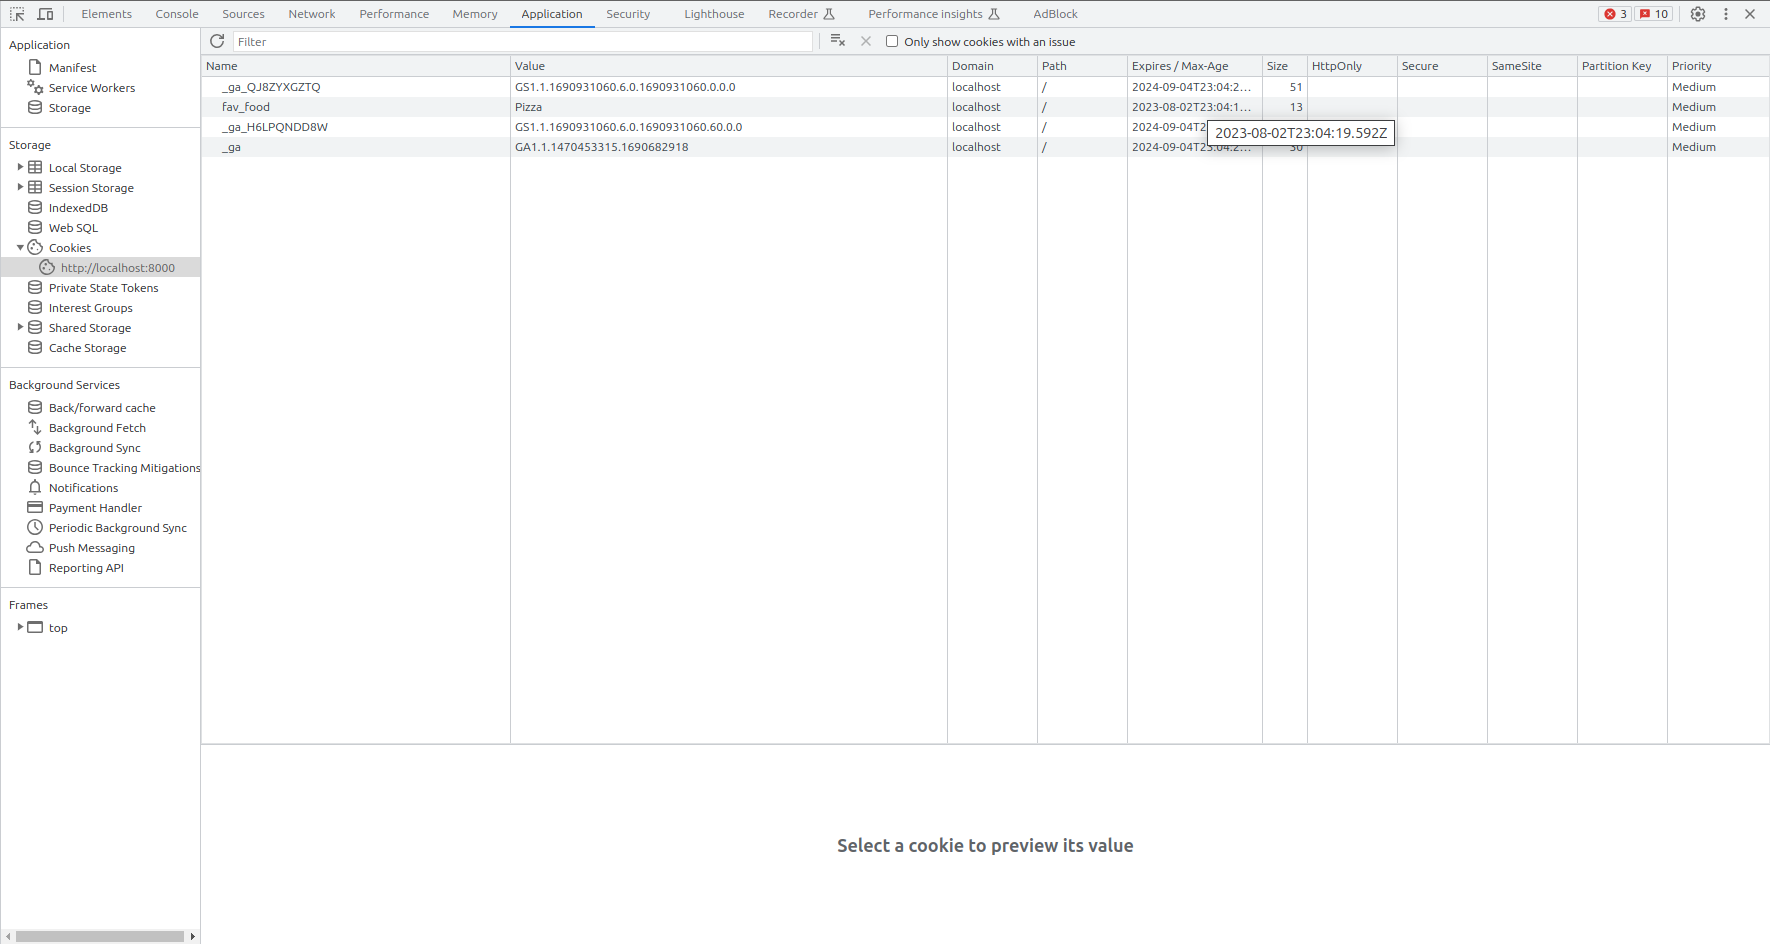 Elements Console Sources Network Performance Memory Application Security Lighthouse Recorder Performance insights AdBlock 3 10
Application
Manifest
Service Workers
Storage
Storage
Local Storage
Session Storage
IndexedDB
Web SQL
Cookies
http://localhost:8000
Private State Tokens
Interest Groups
Shared Storage
Cache Storage
Background Services
Back/forward cache
Background Fetch
Background Sync
Bounce Tracking Mitigations
Notifications
Payment Handler
Periodic Background Sync
Push Messaging
Reporting API
Frames
top
Filter Only show cookies with an issue
Name Value Domain Path Expires / Max-Age Size HttpOnly Secure SameSite Partition Key Priority
_ga_QJ8ZYXGZTQ GS1.1.1690931060.6.0.1690931060.0.0.0 localhost / 2024-09-04T23:04:2... 51 Medium
fav_food Pizza localhost / 2023-08-02T23:04:1... 13 Medium
_ga_H6LPQNDD8W GS1.1.1690931060.6.0.1690931060.60.0.0 localhost / 2024-09-04T2 Medium
2023-08-02T23:04:19.592Z
_ga GA1.1.1470453315.1690682918 localhost / 2024-09-04T23:04:2... 30 Medium
Select a cookie to preview its value